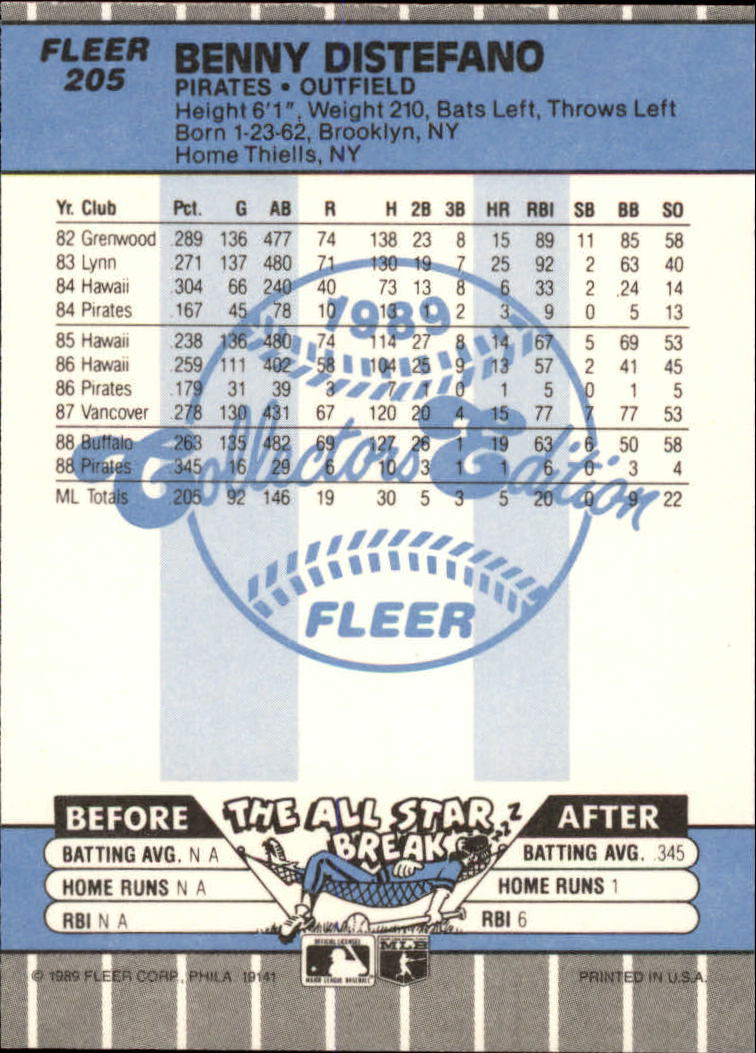 FLEER
205
BENNY DISTEFANO
PIRATES • OUTFIELD
Height 6'1", Weight 210, Bats Left, Throws Left
Born 1-23-62, Brooklyn, NY
Home Thiells, NY
Yr. Club Pct. G AB R H 2B 3B HR RBI SB BB SO
82 Grenwood .289 136 477 74 138 23 8 15 89 11 85 58
83 Lynn .271 137 480 71 130 19 7 25 92 2 63 40
84 Hawaii .304 66 240 40 73 13 8 6 33 2 .24 14
84 Pirates .167 45 78 10 13 1 2 3 9 0 5 13
85 Hawaii .238 136 480 74 114 27 8 14 67 5 69 53
86 Hawaii .259 111 402 58 104 25 9 13 57 2 41 45
86 Pirates .179 31 39 3 7 1 0 1 5 0 1 5
87 Vancover .278 130 431 67 120 20 4 15 77 7 77 53
88 Buffalo .263 135 482 69 127 26 1 19 63 6 50 58
88 Pirates .345 16 29 6 10 3 1 1 6 0 3 4
ML Totals .205 92 146 19 30 5 3 5 20 0 9 22
1989
Collectors Edition
FLEER
BEFORE
THE ALL STAR
BREAK
zzzZ
AFTER
BATTING AVG. N A
BATTING AVG. .345
HOME RUNS N A
HOME RUNS 1
RBI N A
RBI 6
OFFICIAL LICENSEE
MAJOR LEAGUE BASEBALL
MLB
© 1989 FLEER CORP., PHILA. 19141
PRINTED IN U.S.A.